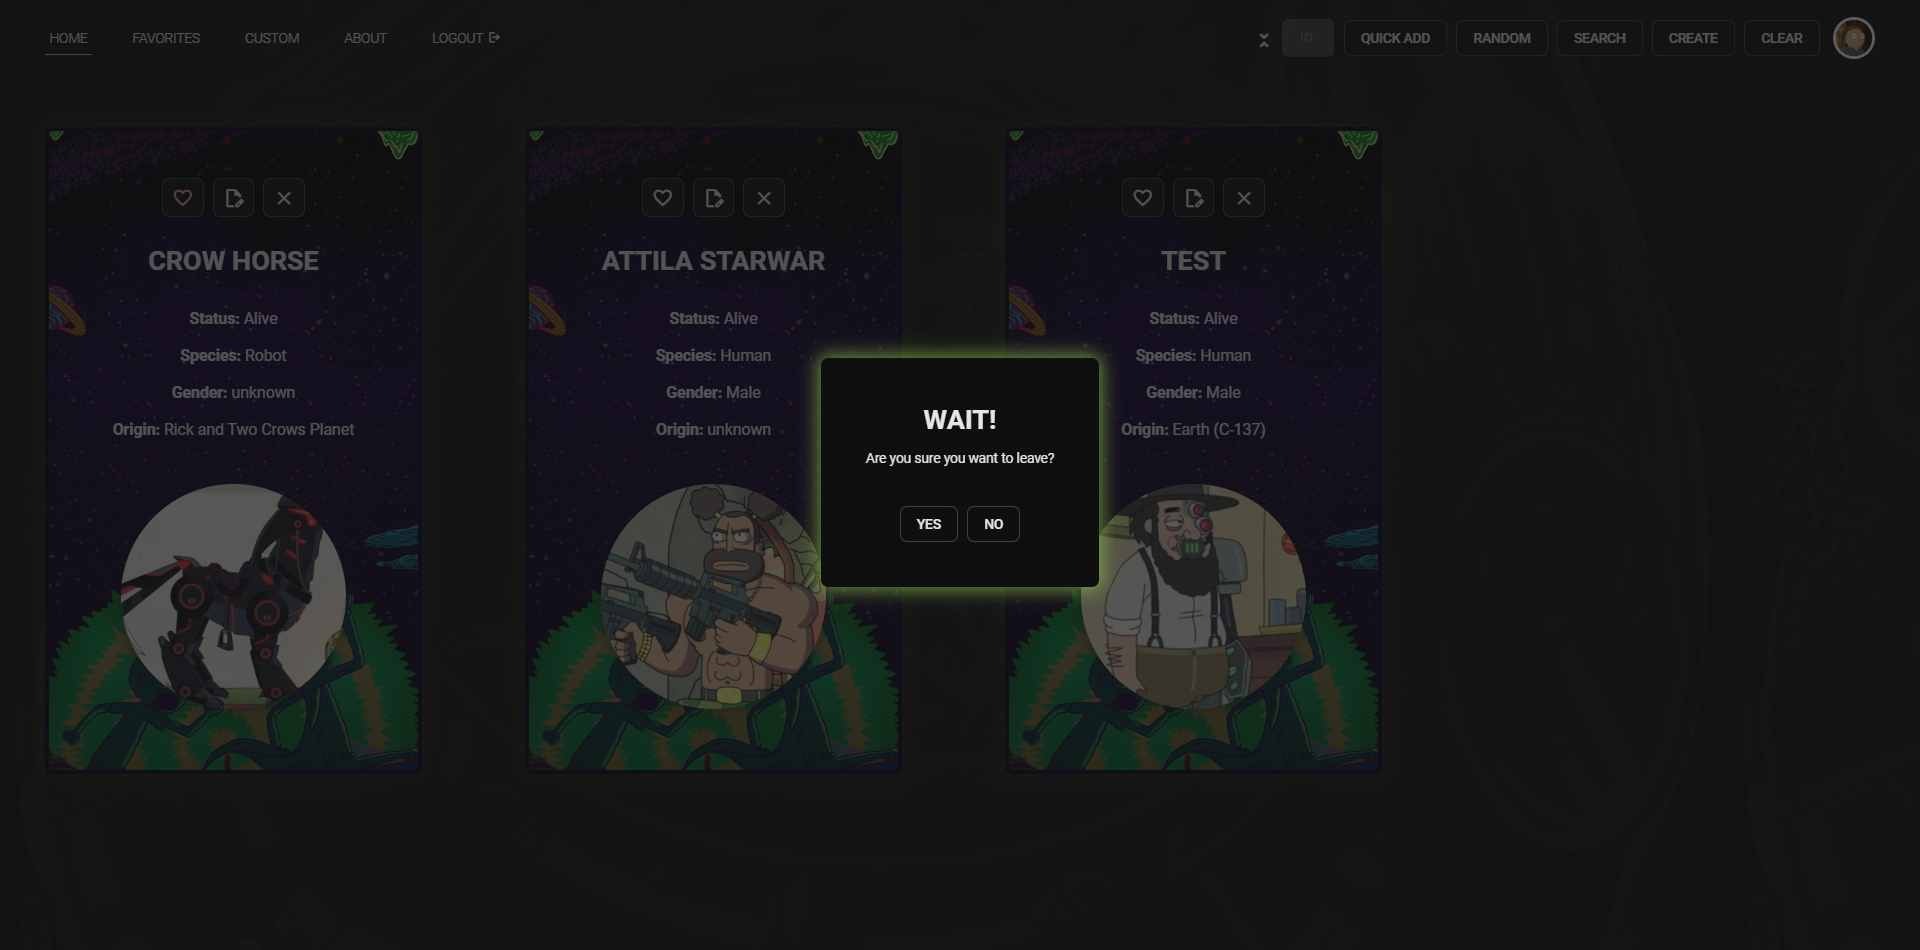 HOME FAVORITES CUSTOM ABOUT LOGOUT ID QUICK ADD RANDOM SEARCH CREATE CLEAR
CROW HORSE
Status: Alive
Species: Robot
Gender: unknown
Origin: Rick and Two Crows Planet
ATTILA STARWAR
Status: Alive
Species: Human
Gender: Male
Origin: unknown
TEST
Status: Alive
Species: Human
Gender: Male
Origin: Earth (C-137)
WAIT!
Are you sure you want to leave?
YES NO